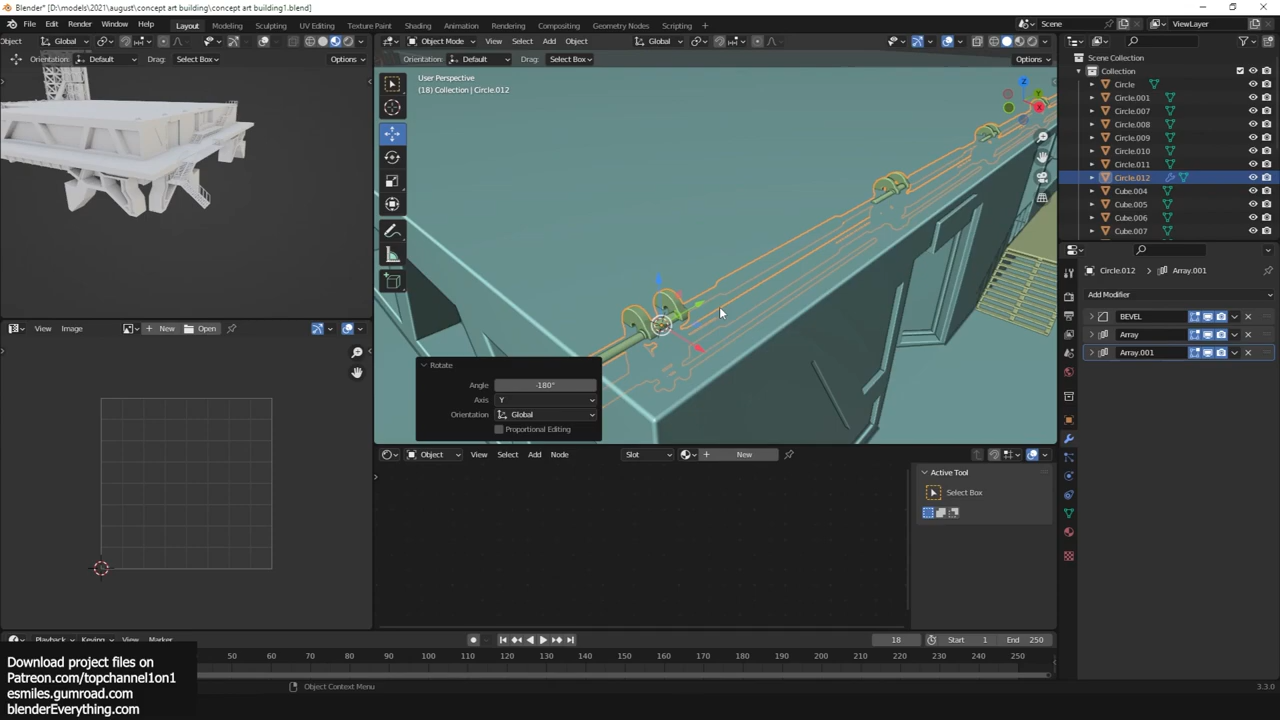 Blender* [D:\models\2021\august\concept art building\concept art building1.blend]
File Edit Render Window Help Layout Modeling Sculpting UV Editing Texture Paint Shading Animation Rendering Compositing Geometry Nodes Scripting + Scene ViewLayer
Object Global
Orientation: Default Drag: Select Box Options
Object Mode View Select Add Object Global
Orientation: Default Drag: Select Box Options
User Perspective
(18) Collection | Circle.012
Z
Y
X
Scene Collection
Collection
Circle
Circle.001
Circle.007
Circle.008
Circle.009
Circle.010
Circle.011
Circle.012
Cube.004
Cube.005
Cube.006
Cube.007
Circle.012 Array.001
Add Modifier
BEVEL
Array
Array.001
Rotate
Angle -180°
Axis Y
Orientation Global
Proportional Editing
View Image New Open
Object View Select Add Node Slot New
Active Tool
Select Box
Playback Keying View Marker 18 Start 1 End 250
50 60 70 80 90 100 110 120 130 140 150 160 170 180 190 200 210 220 230 240 250
Object Context Menu 3.3.0
Download project files on
Patreon.com/topchannel1on1
esmiles.gumroad.com
blenderEverything.com